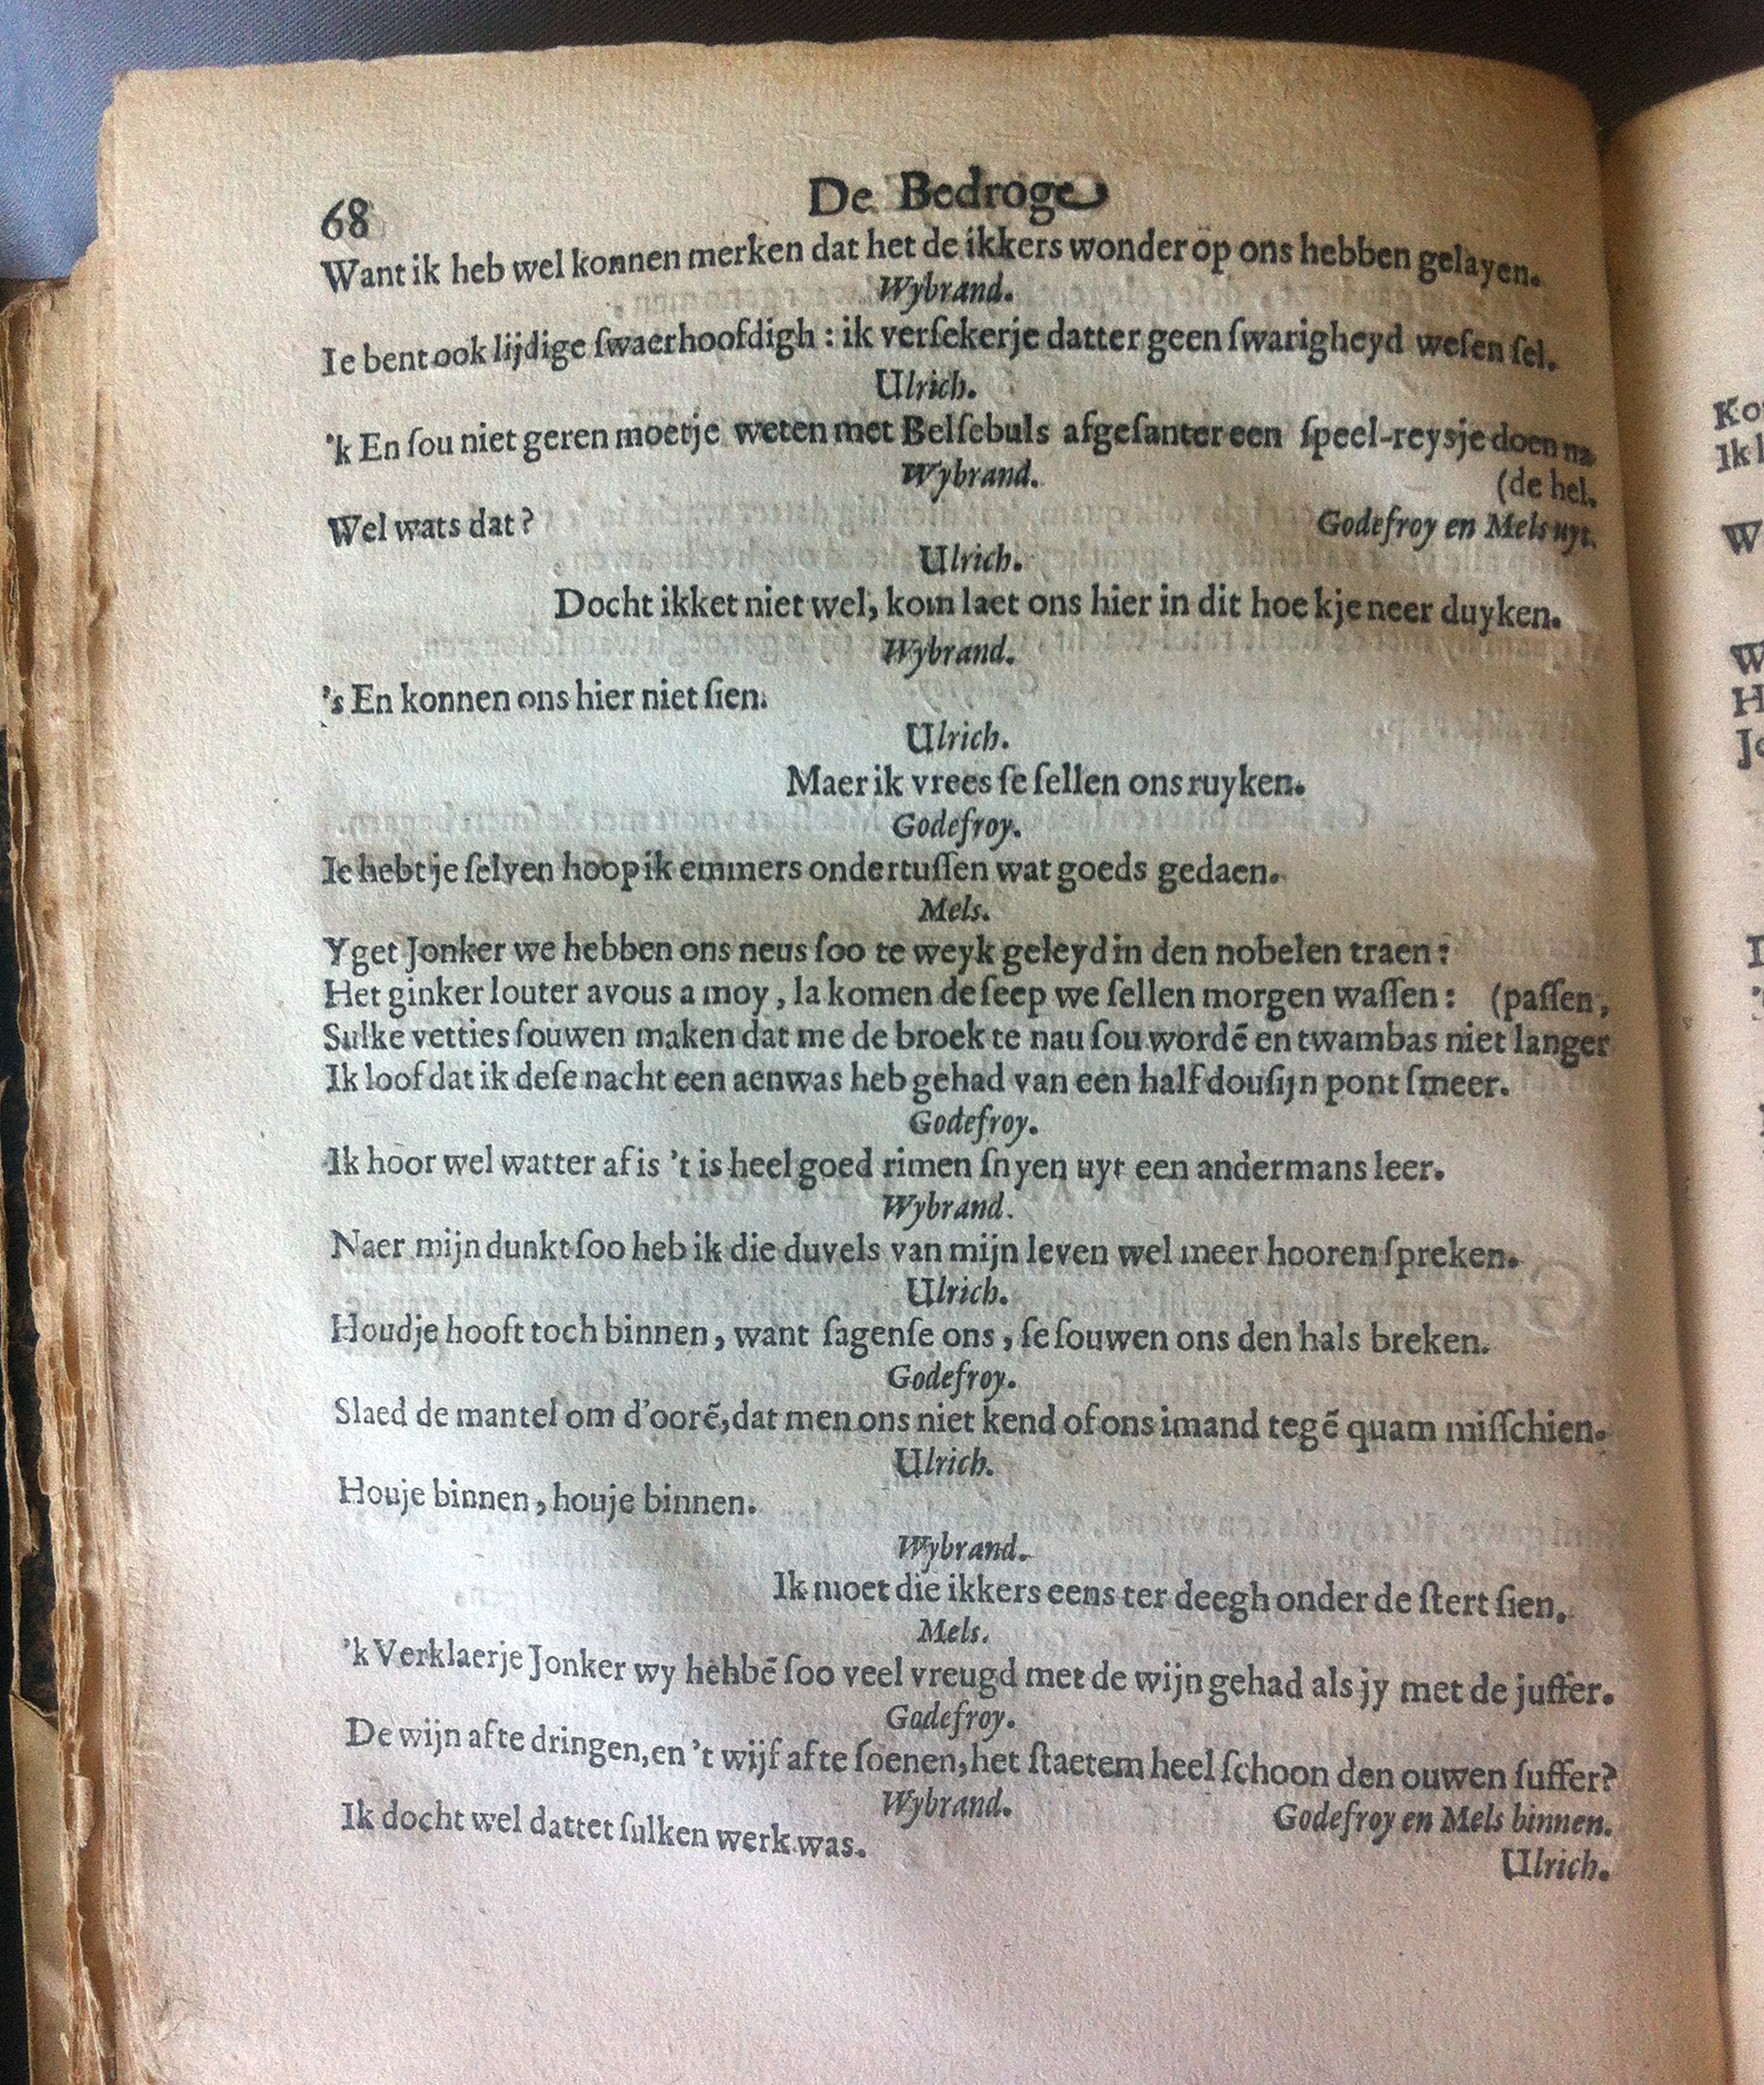 68
De Bedroge
Want ik heb wel konnen merken dat het de ikkers wonder op ons hebben gelayen.
Wybrand.
Ie bent ook lijdige ſwaerhoofdigh : ik verſekerje datter geen ſwarigheyd weſen ſel.
Ulrich.
'k En ſou niet geren moetje weten met Belſebuls afgeſanter een ſpeel-reysje doen na
Wybrand. (de hel.
Wel wats dat? Godefroy en Mels uyt.
Ulrich.
Docht ikket niet wel, kom laet ons hier in dit hoekje neer duyken.
Wybrand.
's En konnen ons hier niet ſien.
Ulrich.
Maer ik vrees ſe ſellen ons ruyken.
Godefroy.
Ie hebt je ſelven hoop ik emmers ondertuſſen wat goeds gedaen.
Mels.
Yget Jonker we hebben ons neus ſoo te weyk geleyd in den nobelen traen:
Het ginker louter avous a moy, la komen de ſeep we ſellen morgen waſſen: (paſſen,
Sulke vetties ſouwen maken dat me de broek te nau ſou wordē en twambas niet langer
Ik loof dat ik deſe nacht een aenwas heb gehad van een half douſijn pont ſmeer.
Godefroy.
Ik hoor wel watter af is 't is heel goed rimen ſnyen uyt een andermans leer.
Wybrand.
Naer mijn dunkt ſoo heb ik die duvels van mijn leven wel meer hooren ſpreken.
Ulrich.
Houdje hooft toch binnen, want ſagenſe ons, ſe ſouwen ons den hals breken.
Godefroy.
Slaed de mantel om d'oorē, dat men ons niet kend of ons imand tegē quam miſſchien.
Ulrich.
Houje binnen, houje binnen.
Wybrand.
Ik moet die ikkers eens ter deegh onder de ſtert ſien.
Mels.
'k Verklaerje Jonker wy hebbē ſoo veel vreugd met de wijn gehad als jy met de juffer.
Godefroy.
De wijn af te dringen, en 't wijf af te ſoenen, het ſtaetem heel ſchoon den ouwen ſuffer?
Wybrand. Godefroy en Mels binnen.
Ik docht wel dattet ſulken werk was.
Ulrich.
Ko
Ik
W
W
H